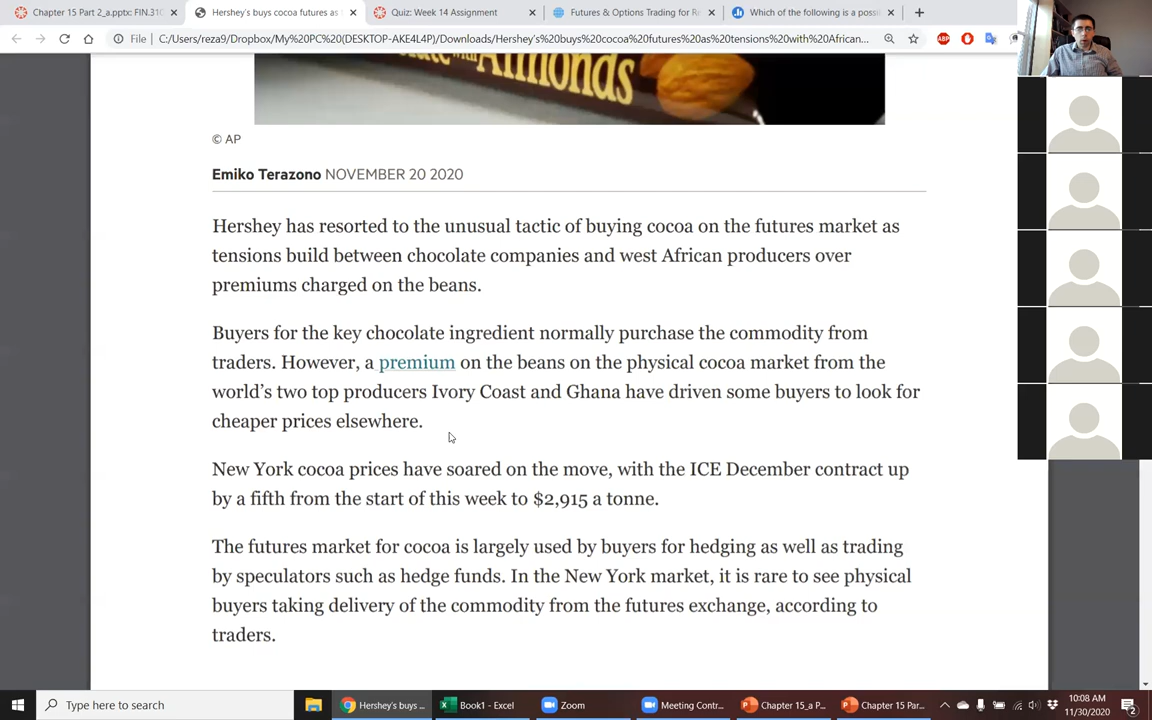 Chapter 15 Part 2_a.pptx: FIN.310
Hershey's buys cocoa futures as
Quiz: Week 14 Assignment
Futures & Options Trading for Ri
Which of the following is a possi
File
C:/Users/reza9/Dropbox/My%20PC%20(DESKTOP-AKE4L4P)/Downloads/Hershey's%20buys%20cocoa%20futures%20as%20tensions%20with%20African...
ABP
with Almonds
© AP
Emiko Terazono NOVEMBER 20 2020
Hershey has resorted to the unusual tactic of buying cocoa on the futures market as
tensions build between chocolate companies and west African producers over
premiums charged on the beans.
Buyers for the key chocolate ingredient normally purchase the commodity from
traders. However, a premium on the beans on the physical cocoa market from the
world's two top producers Ivory Coast and Ghana have driven some buyers to look for
cheaper prices elsewhere.
New York cocoa prices have soared on the move, with the ICE December contract up
by a fifth from the start of this week to $2,915 a tonne.
The futures market for cocoa is largely used by buyers for hedging as well as trading
by speculators such as hedge funds. In the New York market, it is rare to see physical
buyers taking delivery of the commodity from the futures exchange, according to
traders.
Type here to search
Hershey's buys ...
Book1 - Excel
Zoom
Meeting Contr...
Chapter 15_a P...
Chapter 15 Par...
10:08 AM
11/30/2020
2